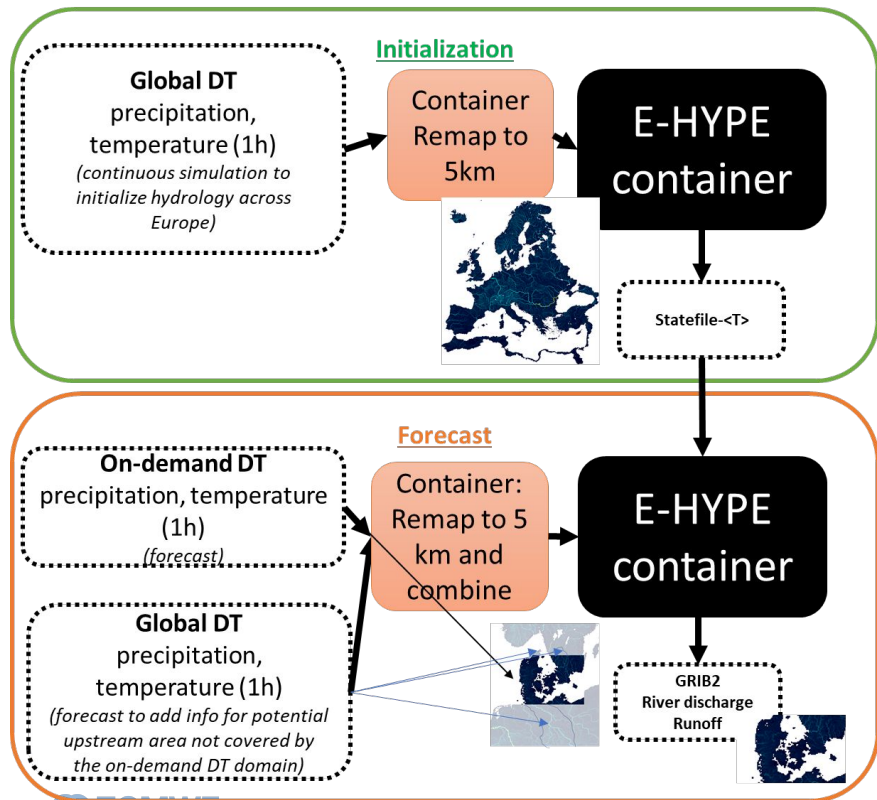 Initialization
Global DT
precipitation,
temperature (1h)
(continuous simulation to
initialize hydrology across
Europe)
Container
Remap to
5km
E-HYPE
container
Statefile-<T>
Forecast
On-demand DT
precipitation, temperature
(1h)
(forecast)
Container:
Remap to 5
km and
combine
E-HYPE
container
Global DT
precipitation,
temperature (1h)
(forecast to add info for potential
upstream area not covered by
the on-demand DT domain)
GRIB2
River discharge
Runoff